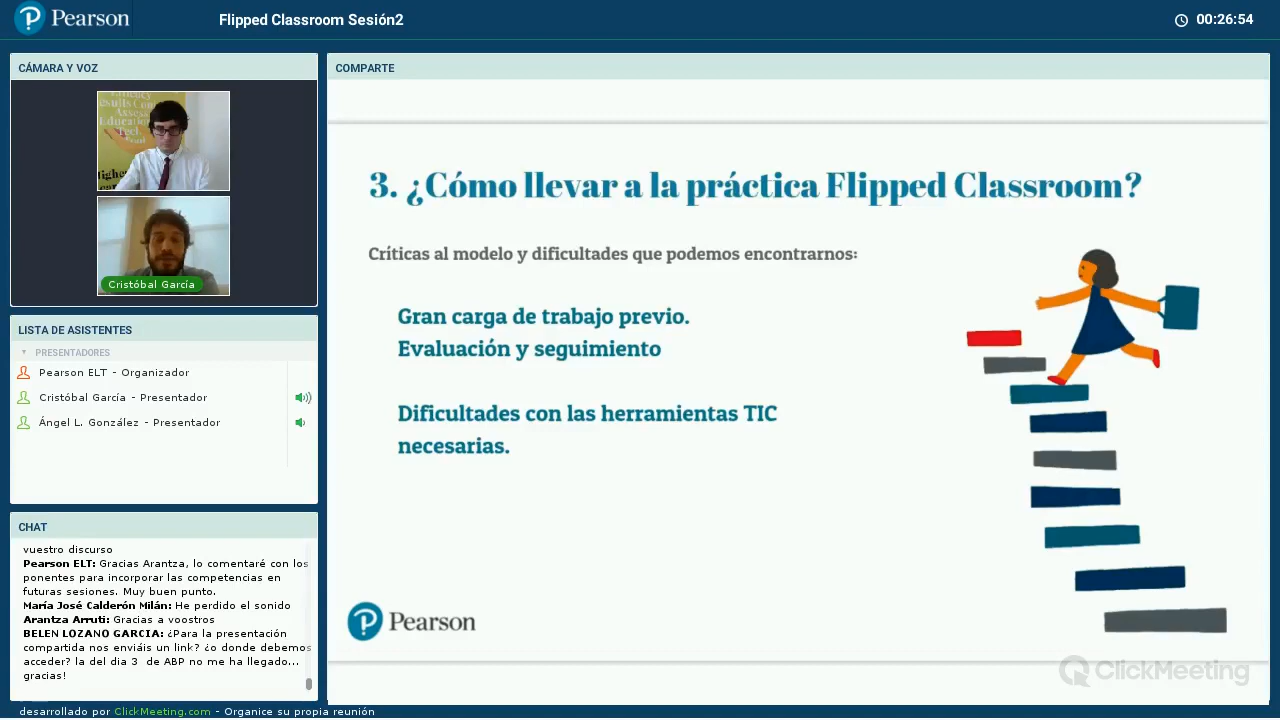 Pearson
Flipped Classroom Sesión2
00:26:54
CÁMARA Y VOZ
Cristóbal García
LISTA DE ASISTENTES
PRESENTADORES
Pearson ELT - Organizador
Cristóbal García - Presentador
Ángel L. González - Presentador
CHAT
vuestro discurso
Pearson ELT: Gracias Arantza, lo comentaré con los
ponentes para incorporar las competencias en
futuras sesiones. Muy buen punto.
María José Calderón Milán: He perdido el sonido
Arantza Arruti: Gracias a voostros
BELEN LOZANO GARCIA: ¿Para la presentación
compartida nos enviáis un link? ¿o donde debemos
acceder? la del dia 3 de ABP no me ha llegado...
gracias!
COMPARTE
3. ¿Cómo llevar a la práctica Flipped Classroom?
Críticas al modelo y dificultades que podemos encontrarnos:
Gran carga de trabajo previo.
Evaluación y seguimiento
Dificultades con las herramientas TIC
necesarias.
Pearson
ClickMeeting
desarrollado por ClickMeeting.com - Organice su propia reunión